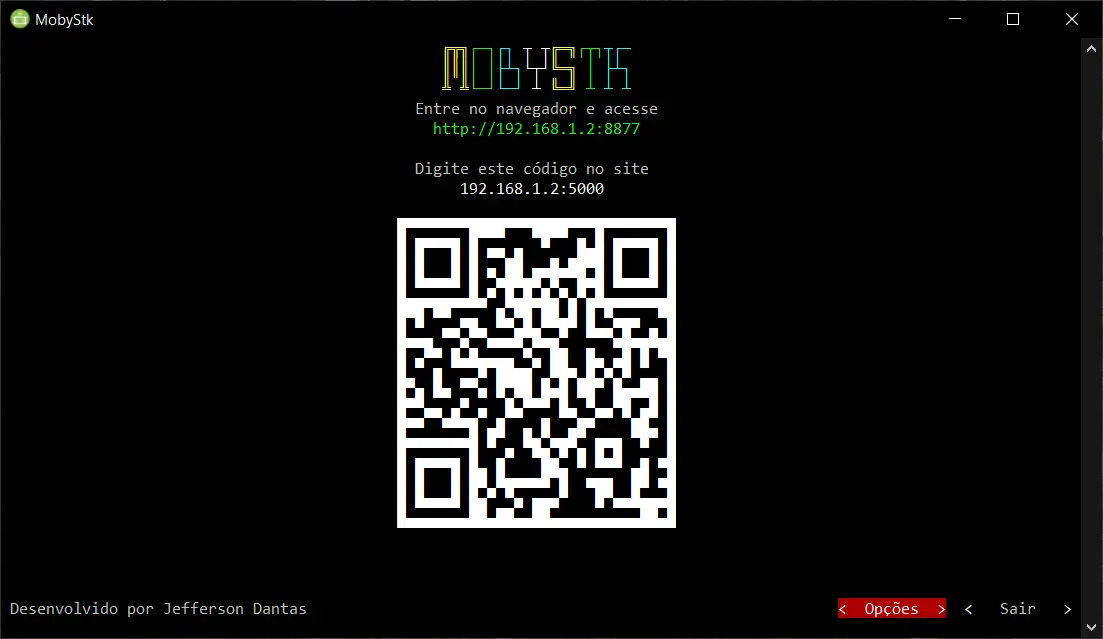 MobyStk
MOBYSTK
Entre no navegador e acesse
http://192.168.1.2:8877
Digite este código no site
192.168.1.2:5000
Desenvolvido por Jefferson Dantas
< Opções > < Sair >